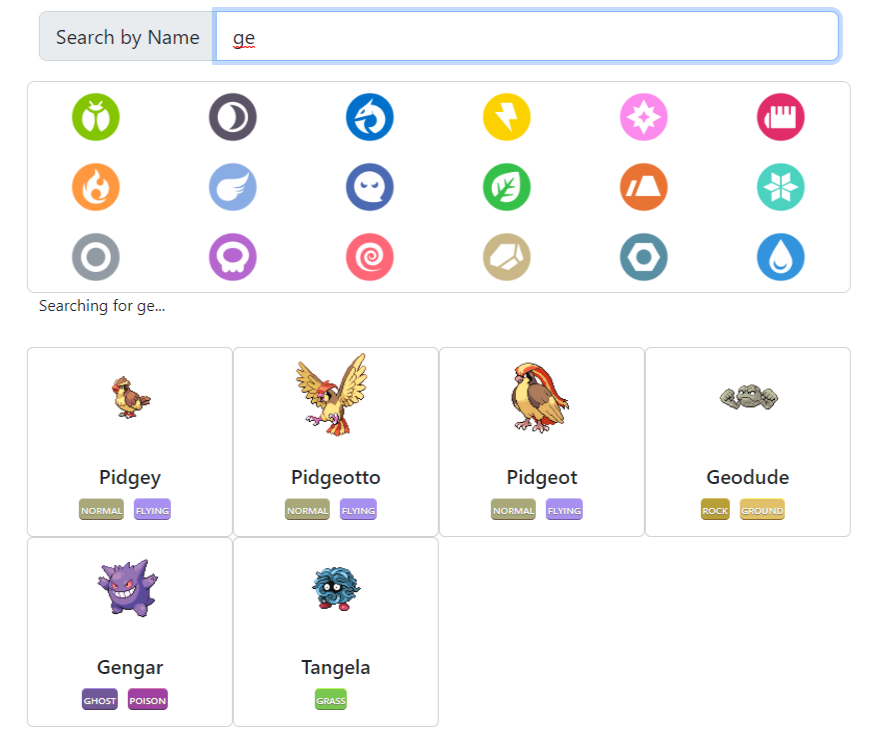 Search by Name ge
Searching for ge...
Pidgey Pidgeotto Pidgeot Geodude
NORMAL FLYING NORMAL FLYING NORMAL FLYING ROCK GROUND
Gengar Tangela
GHOST POISON GRASS